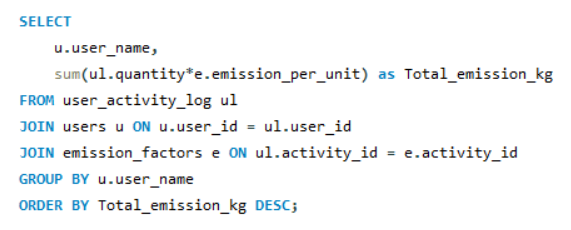 SELECT
u.user_name,
sum(ul.quantity*e.emission_per_unit) as Total_emission_kg
FROM user_activity_log ul
JOIN users u ON u.user_id = ul.user_id
JOIN emission_factors e ON ul.activity_id = e.activity_id
GROUP BY u.user_name
ORDER BY Total_emission_kg DESC;